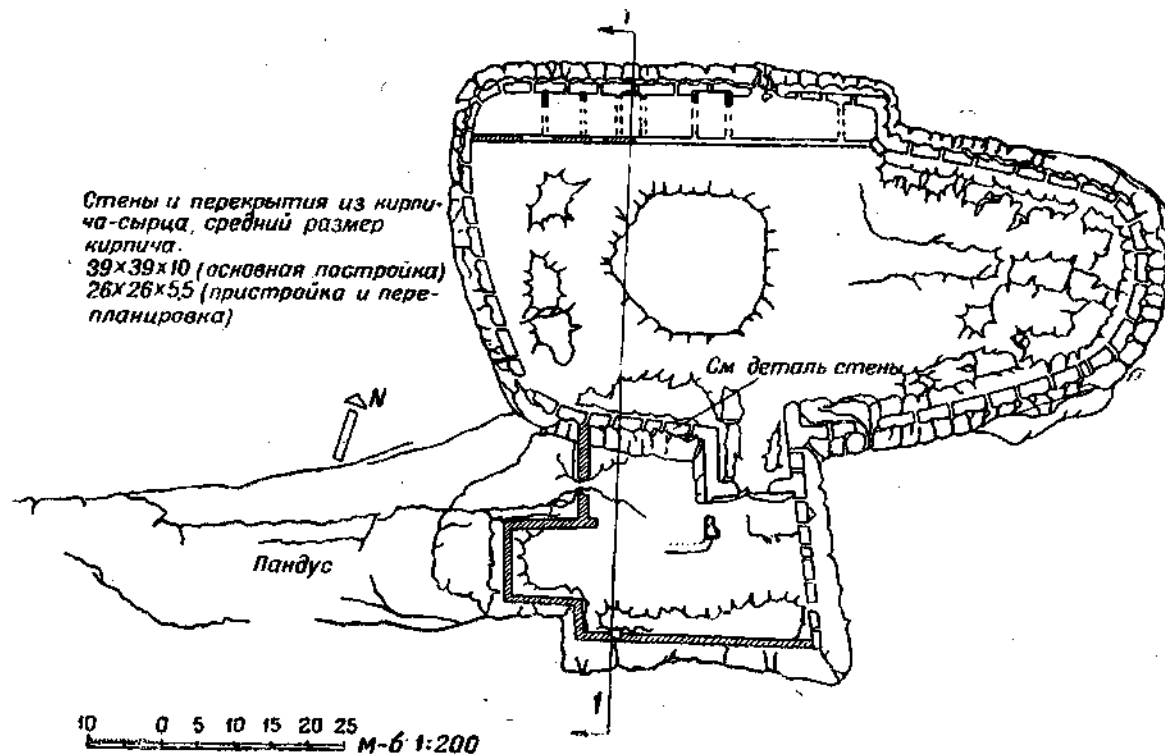 1
Стены и перекрытия из кирпи-
ча-сырца, средний размер
кирпича.
39×39×10 (основная постройка)
26×26×5,5 (пристройка и пере-
планировка)
См деталь стены
N
В
Пандус
1
10 0 5 10 15 20 25
м-б 1:200